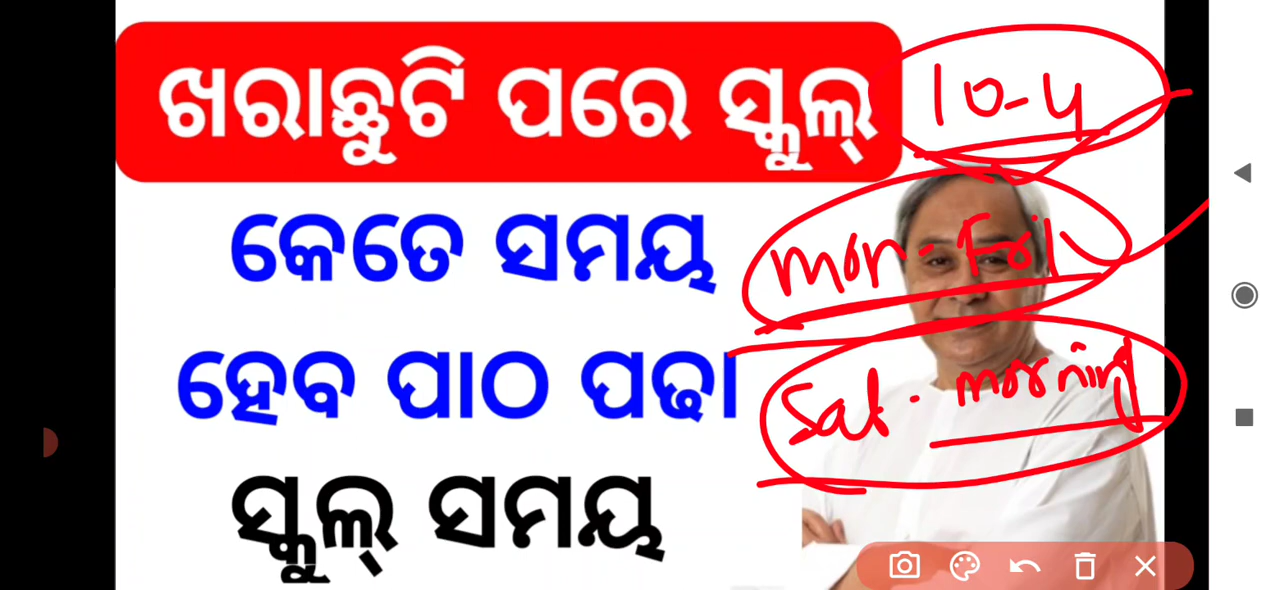 ଖରାଛୁଟି ପରେ ସ୍କୁଲ୍
10-4
କେତେ ସମୟ
mon-Fri
ହେବ ପାଠ ପଢା
Sat-morning
ସ୍କୁଲ୍ ସମୟ